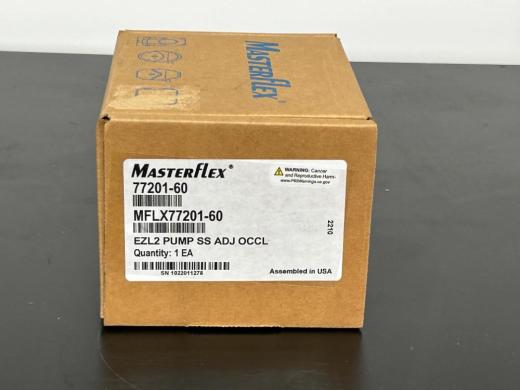 MASTERFLEX
MASTERFLEX®
77201-60
MFLX77201-60
EZL2 PUMP SS ADJ OCCL
Quantity: 1 EA
SN 1022011278
WARNING: Cancer
and Reproductive Harm-
www.P65Warnings.ca.gov
2210
Assembled in USA